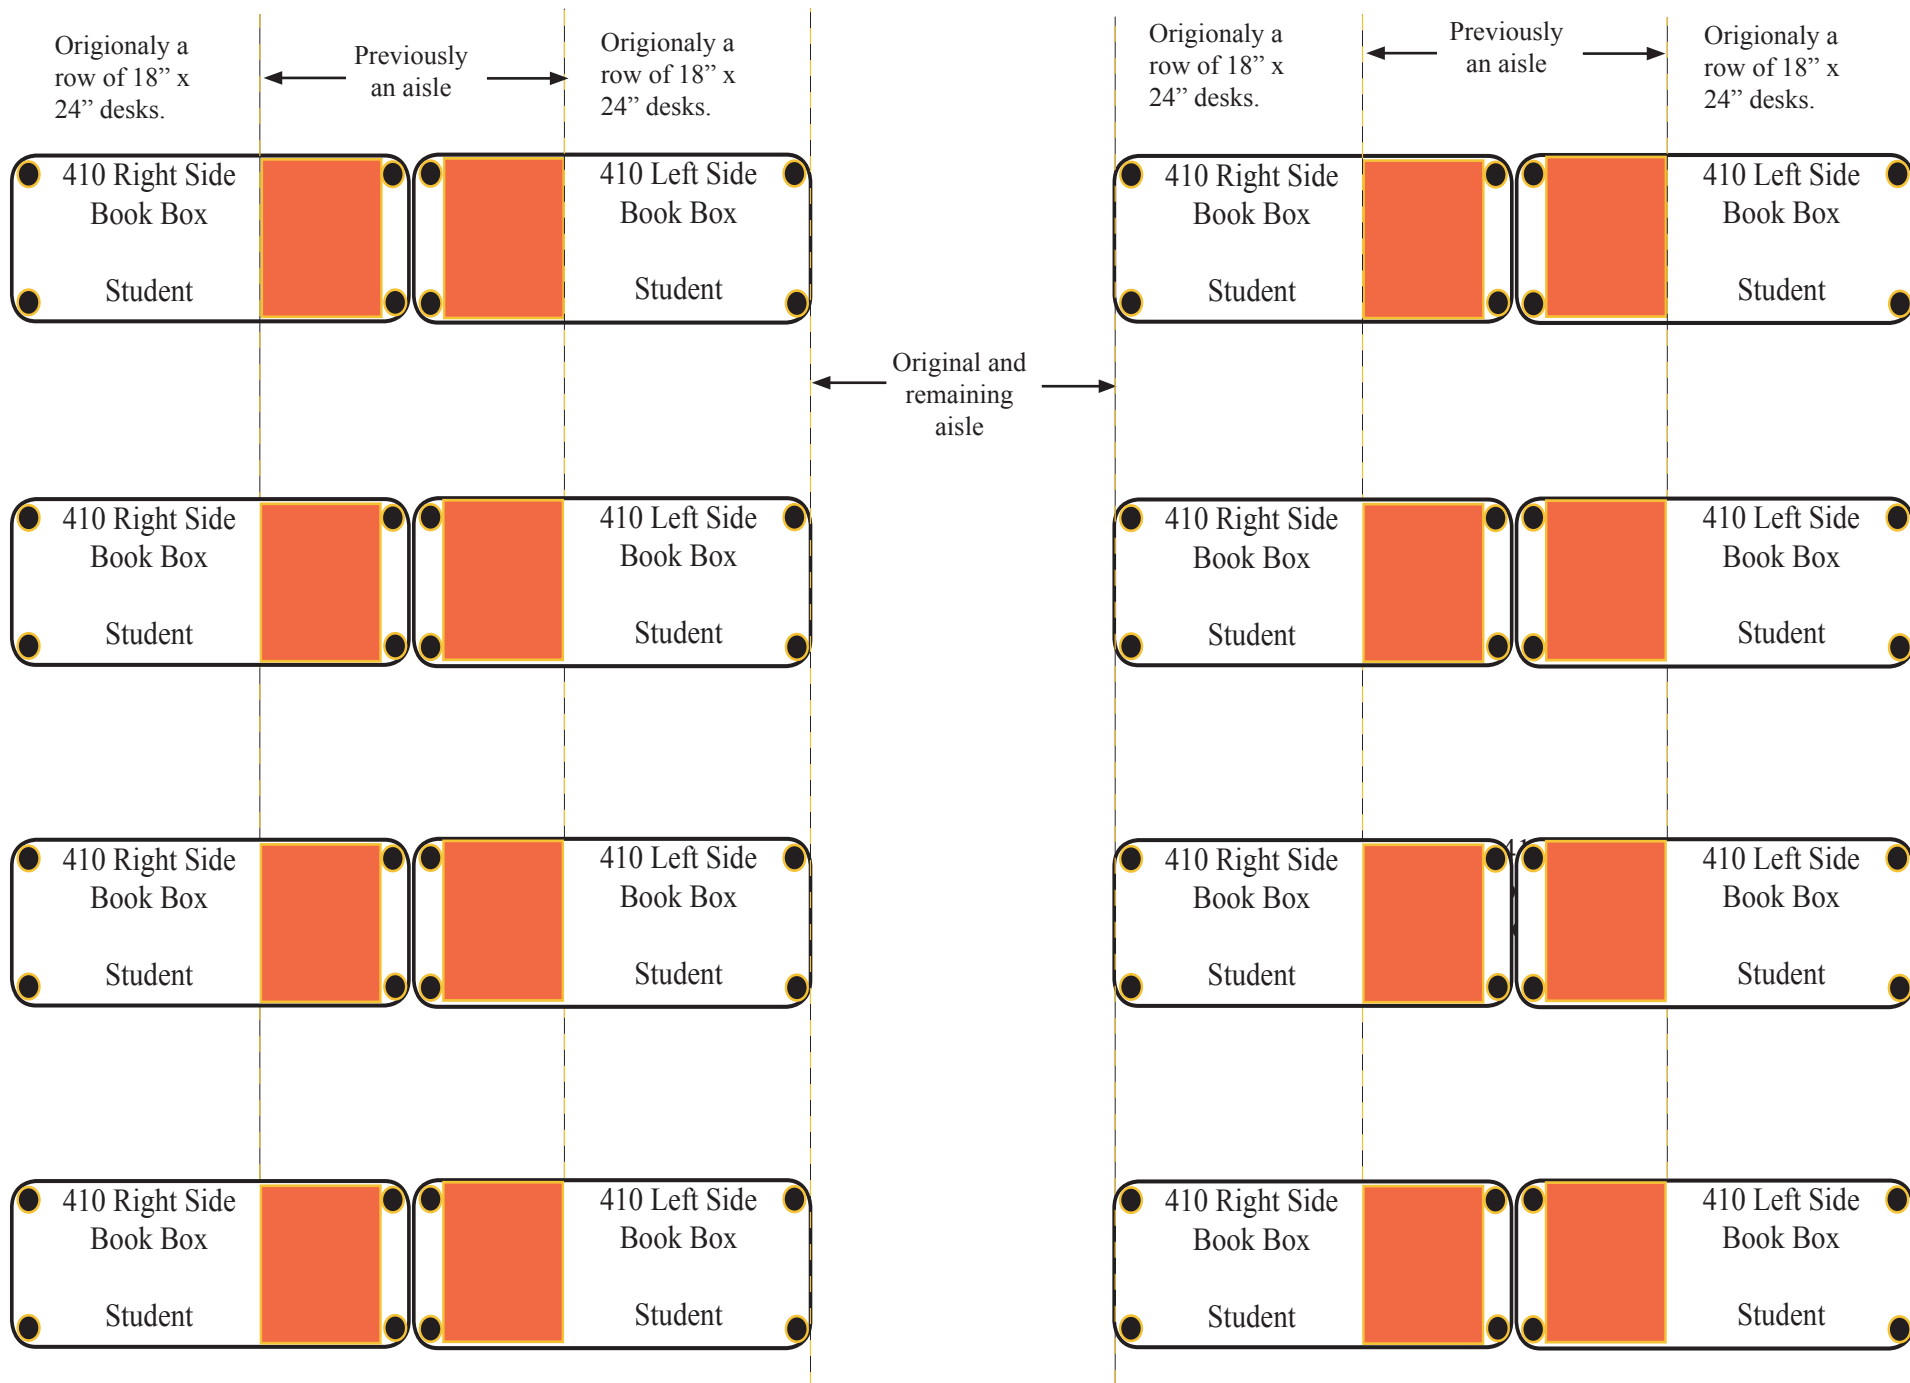 Origionaly a
row of 18” x
24” desks.
Previously
an aisle
Origionaly a
row of 18” x
24” desks.
Origionaly a
row of 18” x
24” desks.
Previously
an aisle
Origionaly a
row of 18” x
24” desks.
410 Right Side
Book Box
Student
410 Left Side
Book Box
Student
410 Right Side
Book Box
Student
410 Left Side
Book Box
Student
Original and
remaining
aisle
410 Right Side
Book Box
Student
410 Left Side
Book Box
Student
410 Right Side
Book Box
Student
410 Left Side
Book Box
Student
410 Right Side
Book Box
Student
410 Left Side
Book Box
Student
410 Right Side
Book Box
Student
410 Left Side
Book Box
Student
410 Right Side
Book Box
Student
410 Left Side
Book Box
Student
410 Right Side
Book Box
Student
410 Left Side
Book Box
Student